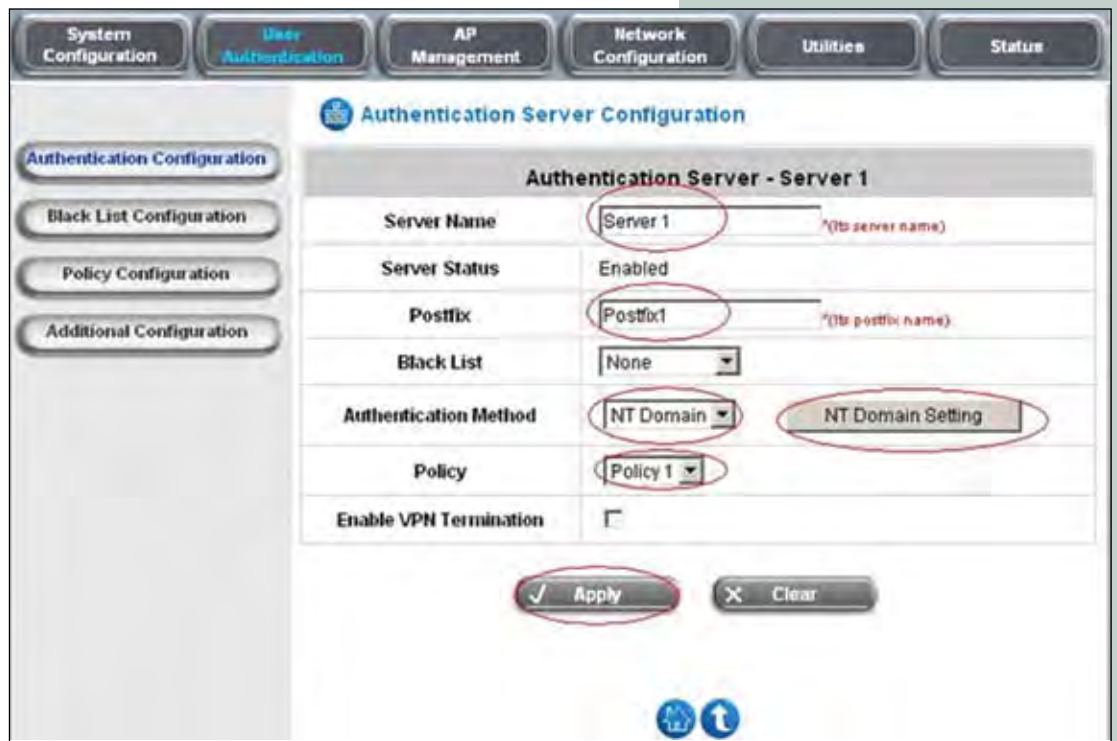 System Configuration
User Authentication
AP Management
Network Configuration
Utilities
Status
Authentication Server Configuration
Authentication Configuration
Black List Configuration
Policy Configuration
Additional Configuration
Authentication Server - Server 1
Server Name
Server 1
*(Its server name)
Server Status
Enabled
Postfix
Postfix1
*(Its postfix name)
Black List
None
Authentication Method
NT Domain
NT Domain Setting
Policy
Policy 1
Enable VPN Termination
Apply
Clear